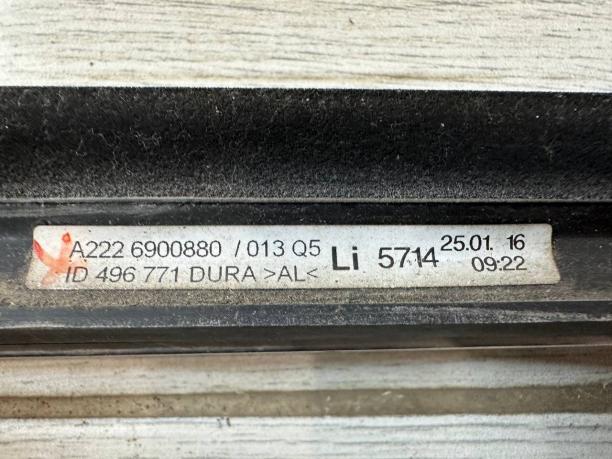 A222 6900880 / 013 Q5 Li 5714 25.01. 16
ID 496 771 DURA >AL< 09:22